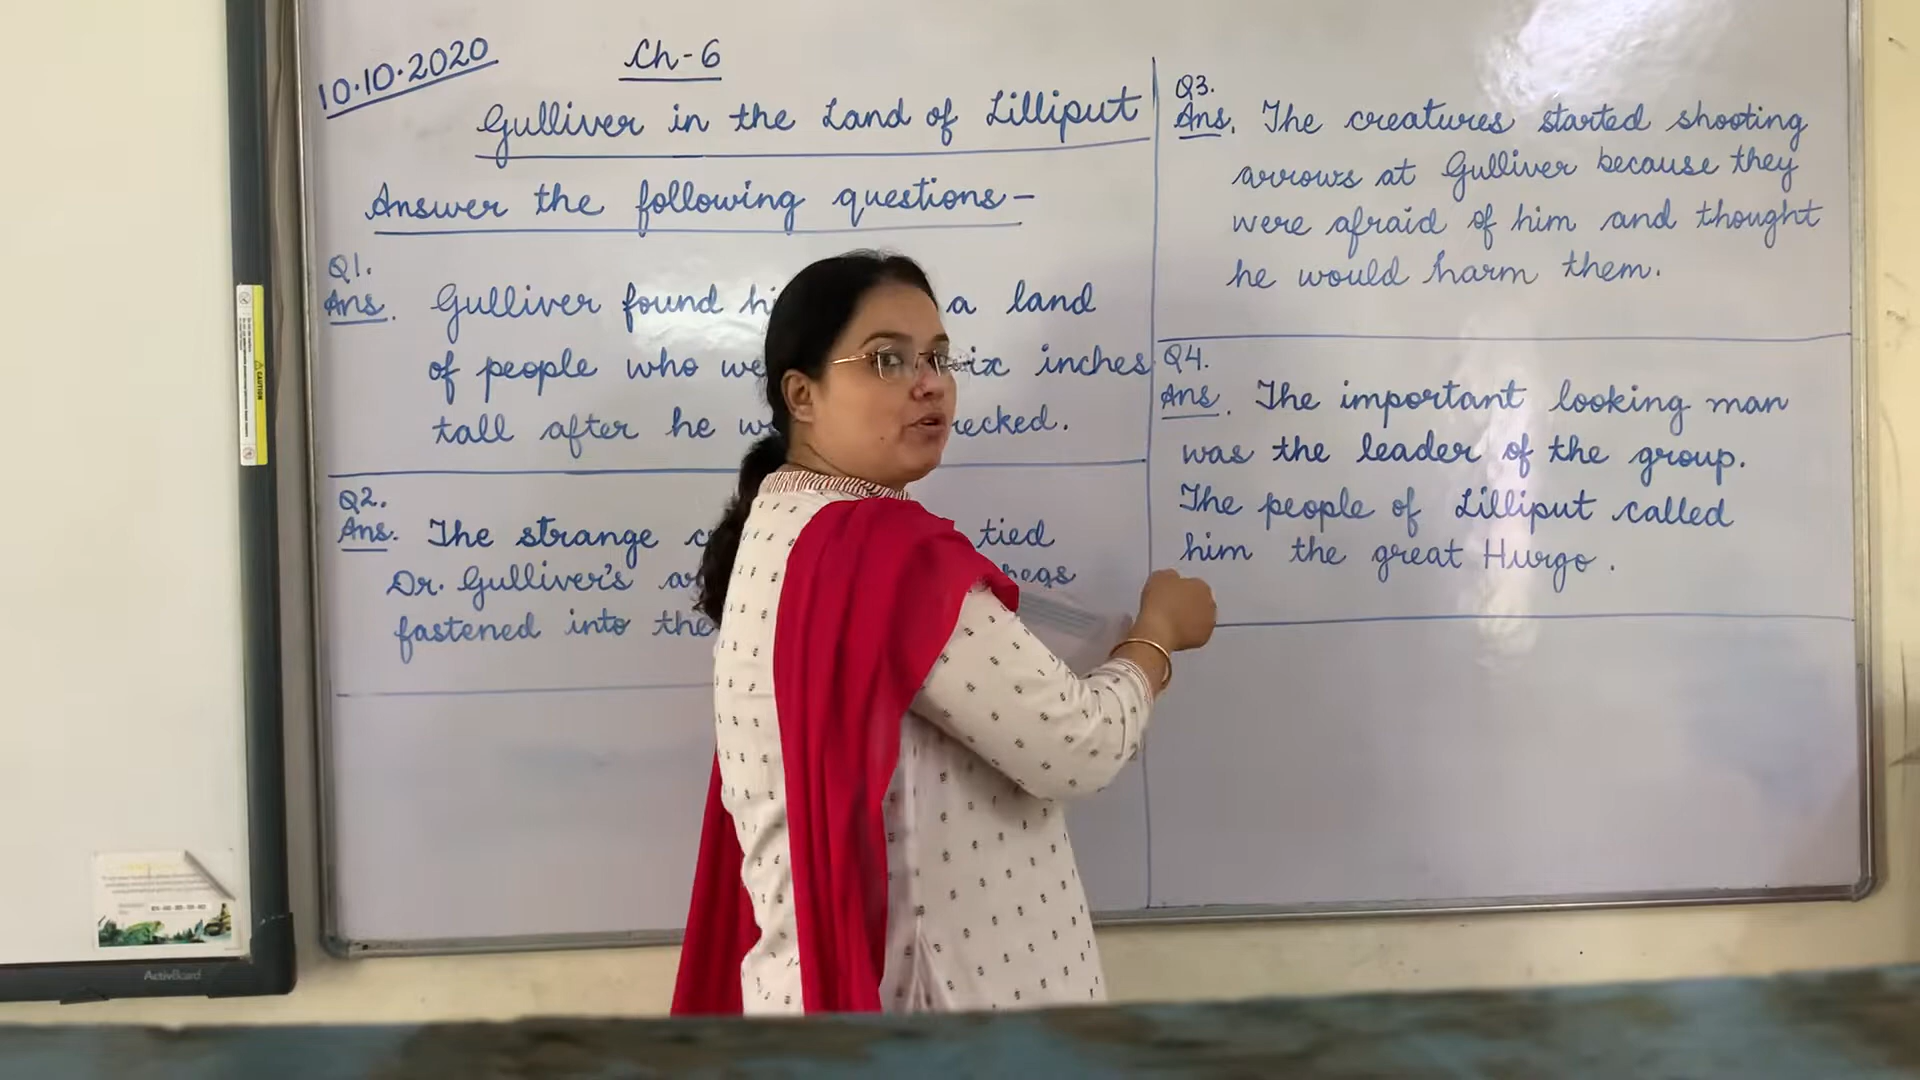 10.10.2020
Ch-6
Gulliver in the Land of Lilliput
Answer the following questions-
Q1.
Ans. Gulliver found a land
of people who inches
tall after he
Q2.
Ans. The strange tied
Dr. Gulliver's pegs
fastened into the
Q3.
Ans. The creatures started shooting
arrows at Gulliver because they
were afraid of him and thought
he would harm them.
Q4.
Ans. The important looking man
was the leader of the group.
The people of Lilliput called
him the great Hurgo.
CAUTION
ActivBoard